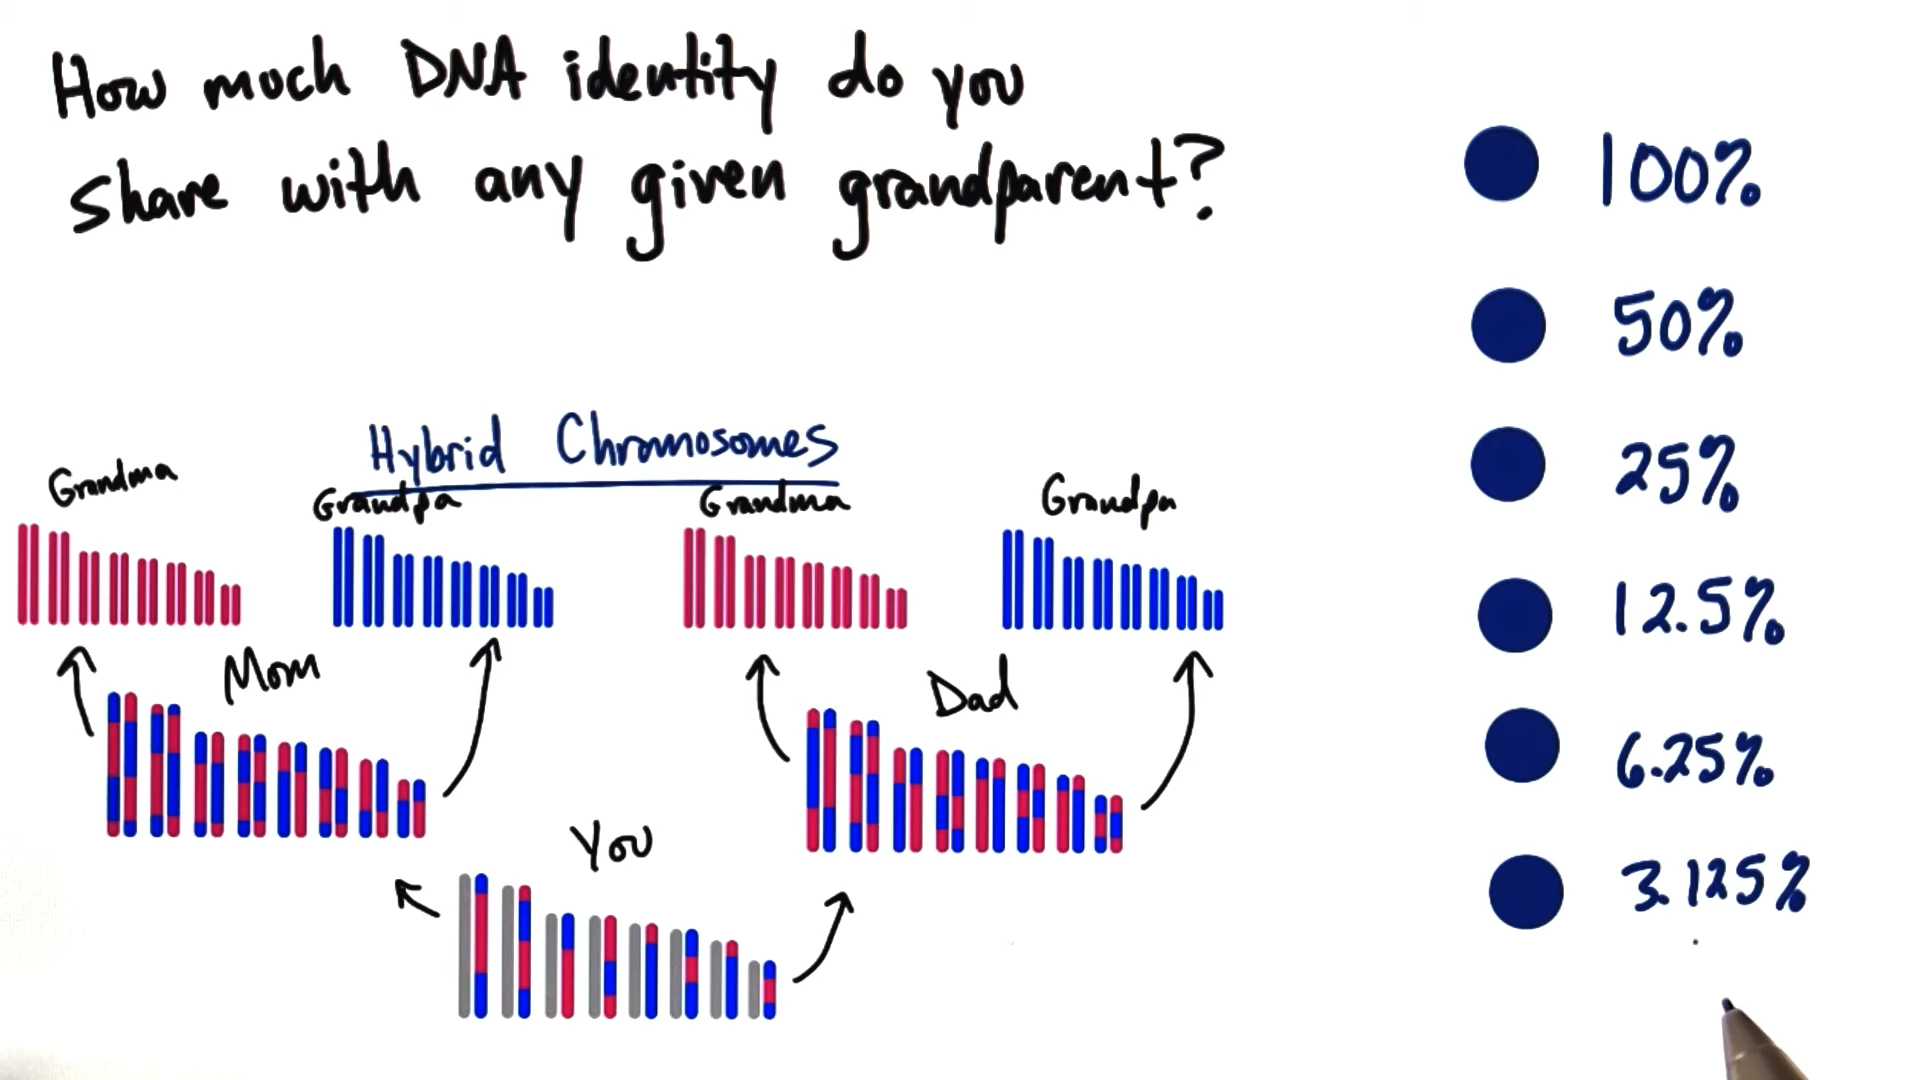 How much DNA identity do you
share with any given grandparent?
100%
50%
25%
12.5%
6.25%
3.125%
Hybrid Chromosomes
Grandma
Grandpa
Grandma
Grandpa
Mom
Dad
You